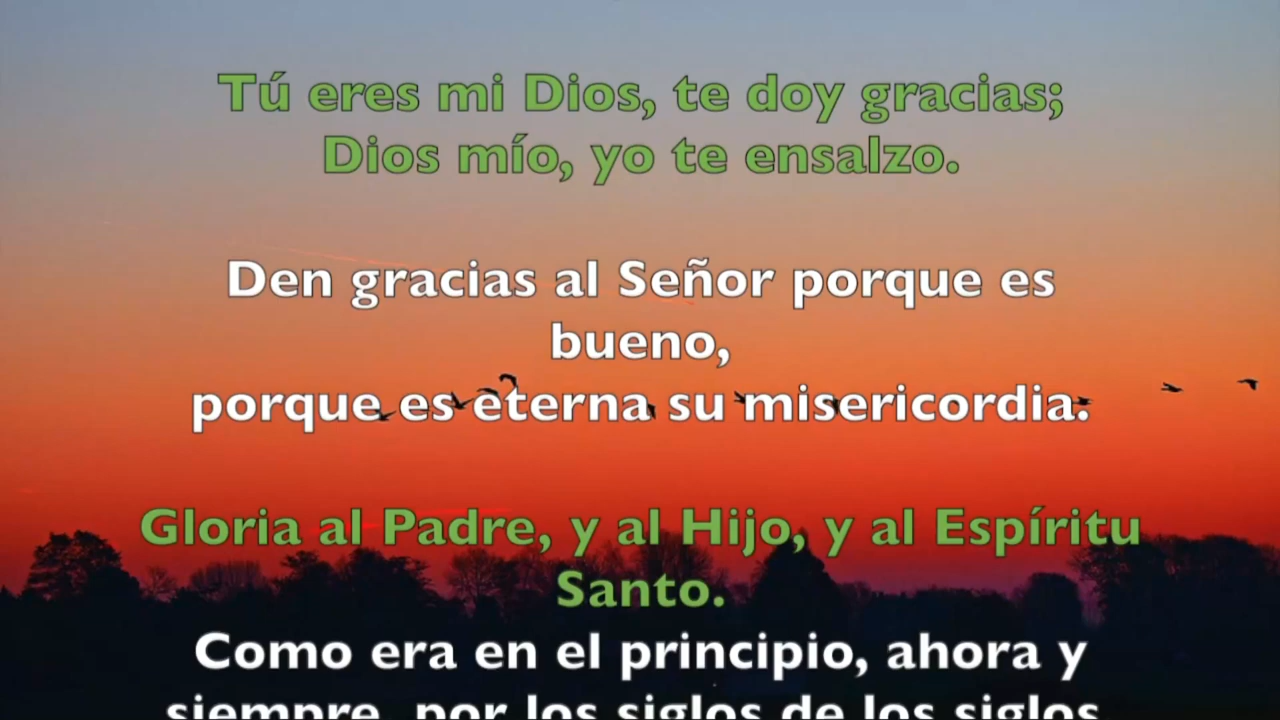 Tú eres mi Dios, te doy gracias;
Dios mío, yo te ensalzo.
Den gracias al Señor porque es
bueno,
porque es eterna su misericordia.
Gloria al Padre, y al Hijo, y al Espíritu
Santo.
Como era en el principio, ahora y
siempre, por los siglos de los siglos.